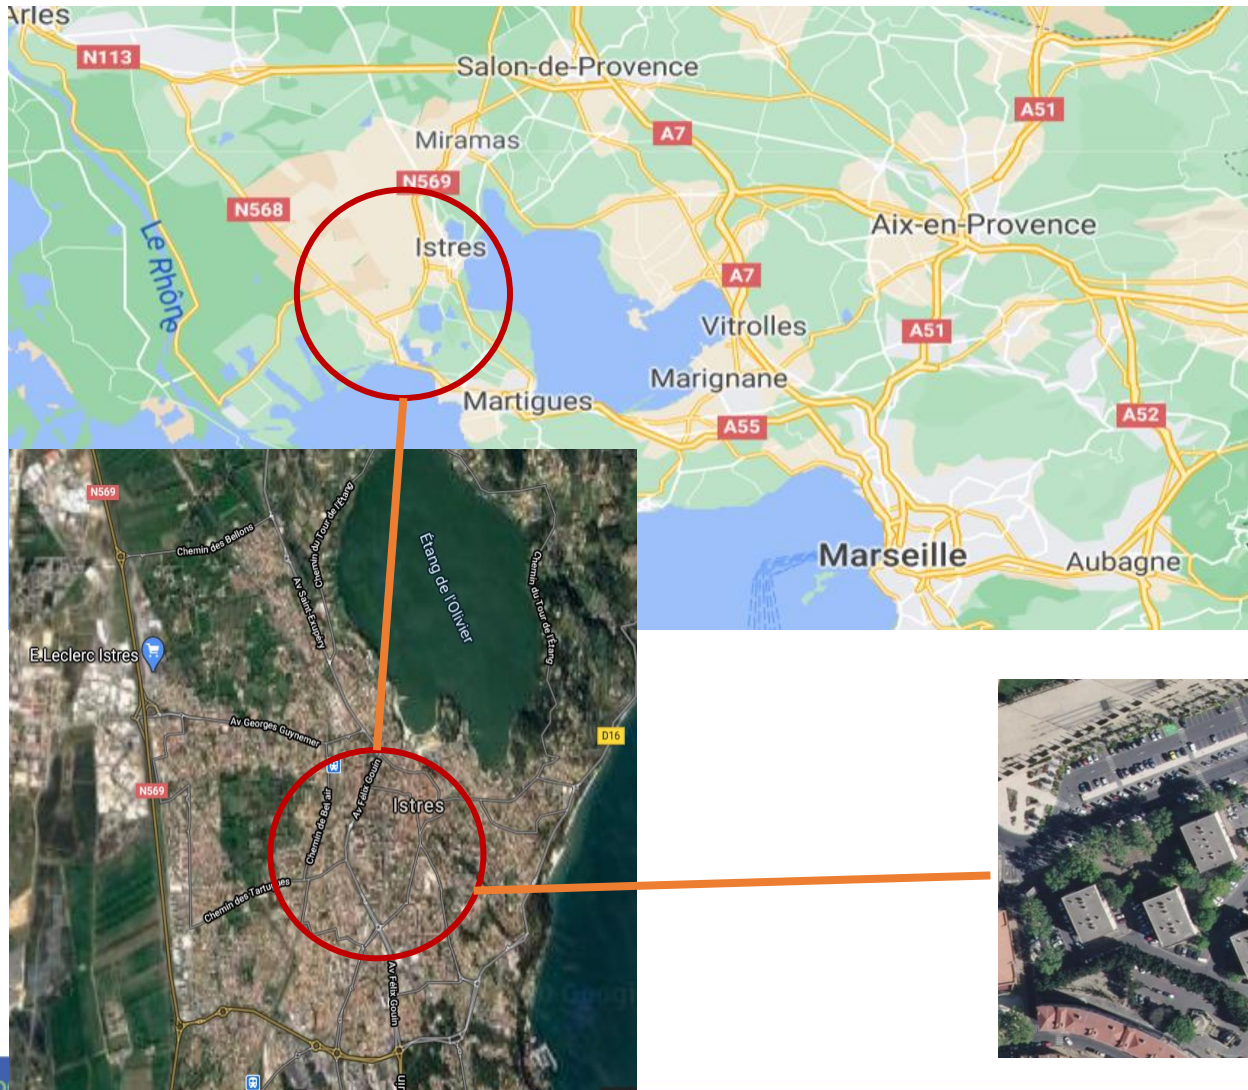 Arles
N113
Salon-de-Provence
A51
A7
Miramas
N569
N568
Le Rhône
Istres
Aix-en-Provence
A7
Vitrolles
A51
Marignane
Martigues
A55
A52
Marseille
Aubagne
N569
Chemin des Bellons
Chemin du Tour de l'Étang
Av Saint-Exupéry
Étang de l'Olivier
Chemin du Tour de l'Étang
E.Leclerc Istres
Av Georges Guynemer
D16
N569
Chemin de Bel air
Av Félix Gouin
Istres
Chemin des Tartugues
Av Félix Gouin